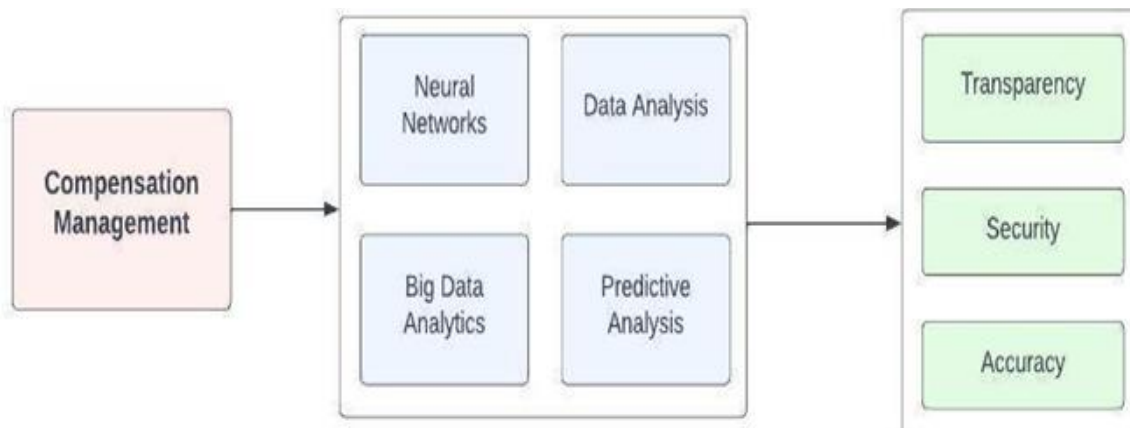 Compensation
Management
Neural
Networks
Data Analysis
Big Data
Analytics
Predictive
Analysis
Transparency
Security
Accuracy